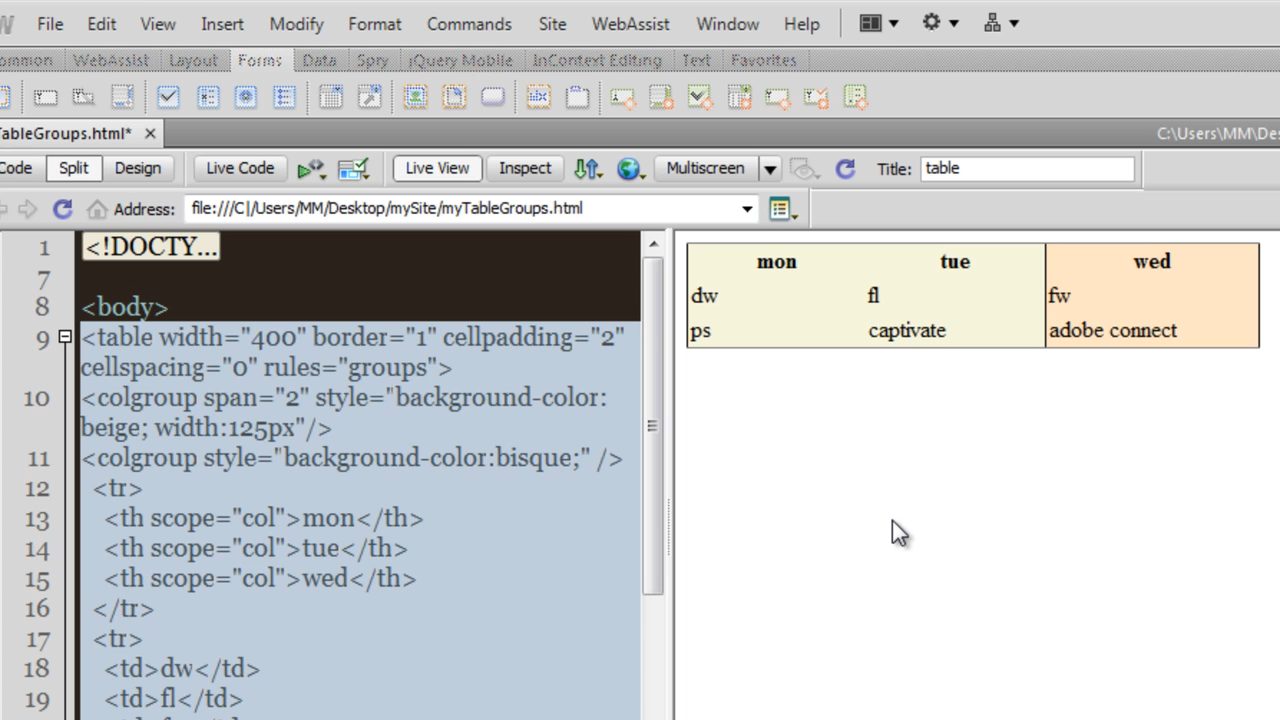 W File Edit View Insert Modify Format Commands Site WebAssist Window Help
ommon WebAssist Layout Forms Data Spry jQuery Mobile InContext Editing Text Favorites
TableGroups.html* C:\Users\MM\Des
Code Split Design Live Code Live View Inspect Multiscreen Title: table
Address: file:///C|/Users/MM/Desktop/mySite/myTableGroups.html
1 <!DOCTY...
7
8 <body>
9 <table width="400" border="1" cellpadding="2"
cellspacing="0" rules="groups">
10 <colgroup span="2" style="background-color:
beige; width:125px"/>
11 <colgroup style="background-color:bisque;" />
12 <tr>
13 <th scope="col">mon</th>
14 <th scope="col">tue</th>
15 <th scope="col">wed</th>
16 </tr>
17 <tr>
18 <td>dw</td>
19 <td>fl</td>
mon tue wed
dw fl fw
ps captivate adobe connect